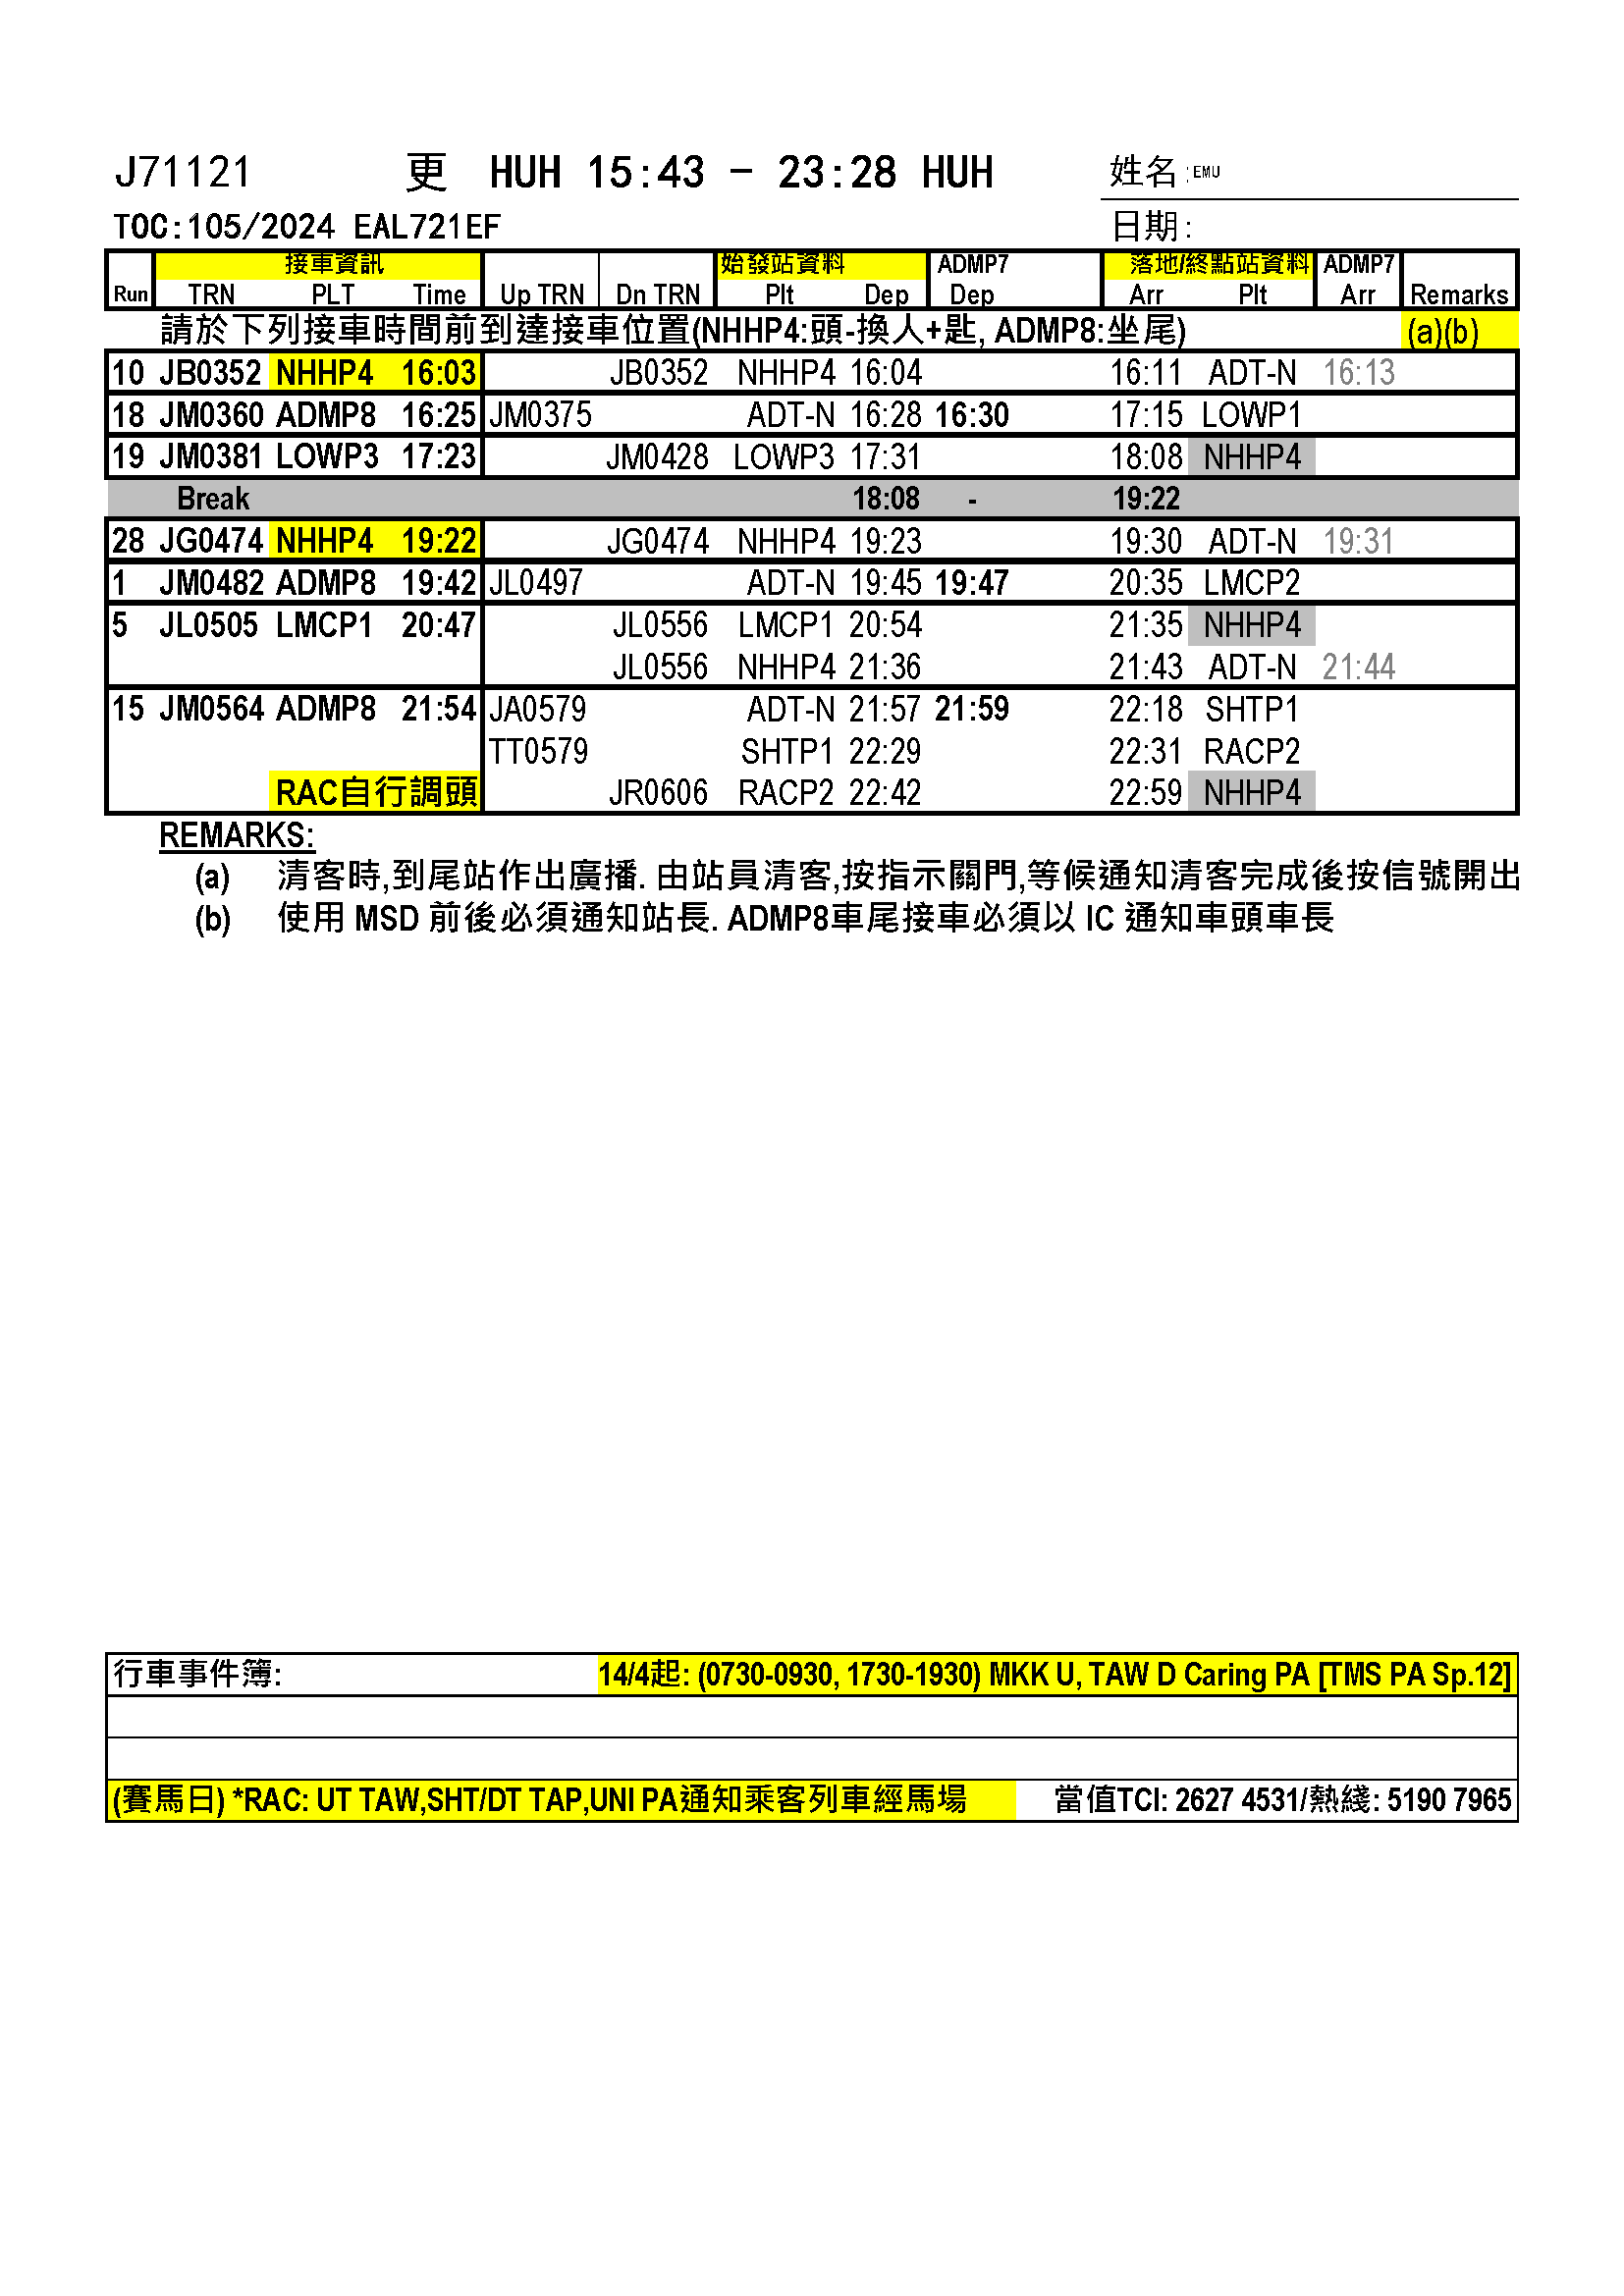 J71121 更 HUH 15:43 - 23:28 HUH 姓名:EMU
TOC:105/2024 EAL721EF 日期:
接車資訊 始發站資料 ADMP7 落地/終點站資料 ADMP7
Run TRN PLT Time Up TRN Dn TRN Plt Dep Dep Arr Plt Arr Remarks
請於下列接車時間前到達接車位置(NHHP4:頭-換人+匙, ADMP8:坐尾) (a)(b)
10 JB0352 NHHP4 16:03 JB0352 NHHP4 16:04 16:11 ADT-N 16:13
18 JM0360 ADMP8 16:25 JM0375 ADT-N 16:28 16:30 17:15 LOWP1
19 JM0381 LOWP3 17:23 JM0428 LOWP3 17:31 18:08 NHHP4
Break 18:08 - 19:22
28 JG0474 NHHP4 19:22 JG0474 NHHP4 19:23 19:30 ADT-N 19:31
1 JM0482 ADMP8 19:42 JL0497 ADT-N 19:45 19:47 20:35 LMCP2
5 JL0505 LMCP1 20:47 JL0556 LMCP1 20:54 21:35 NHHP4
JL0556 NHHP4 21:36 21:43 ADT-N 21:44
15 JM0564 ADMP8 21:54 JA0579 ADT-N 21:57 21:59 22:18 SHTP1
TT0579 SHTP1 22:29 22:31 RACP2
RAC自行調頭 JR0606 RACP2 22:42 22:59 NHHP4
REMARKS:
(a) 清客時,到尾站作出廣播. 由站員清客,按指示關門,等候通知清客完成後按信號開出
(b) 使用 MSD 前後必須通知站長. ADMP8車尾接車必須以 IC 通知車頭車長
行車事件簿: 14/4起: (0730-0930, 1730-1930) MKK U, TAW D Caring PA [TMS PA Sp.12]
(賽馬日) *RAC: UT TAW,SHT/DT TAP,UNI PA通知乘客列車經馬場 當值TCI: 2627 4531/熱綫: 5190 7965